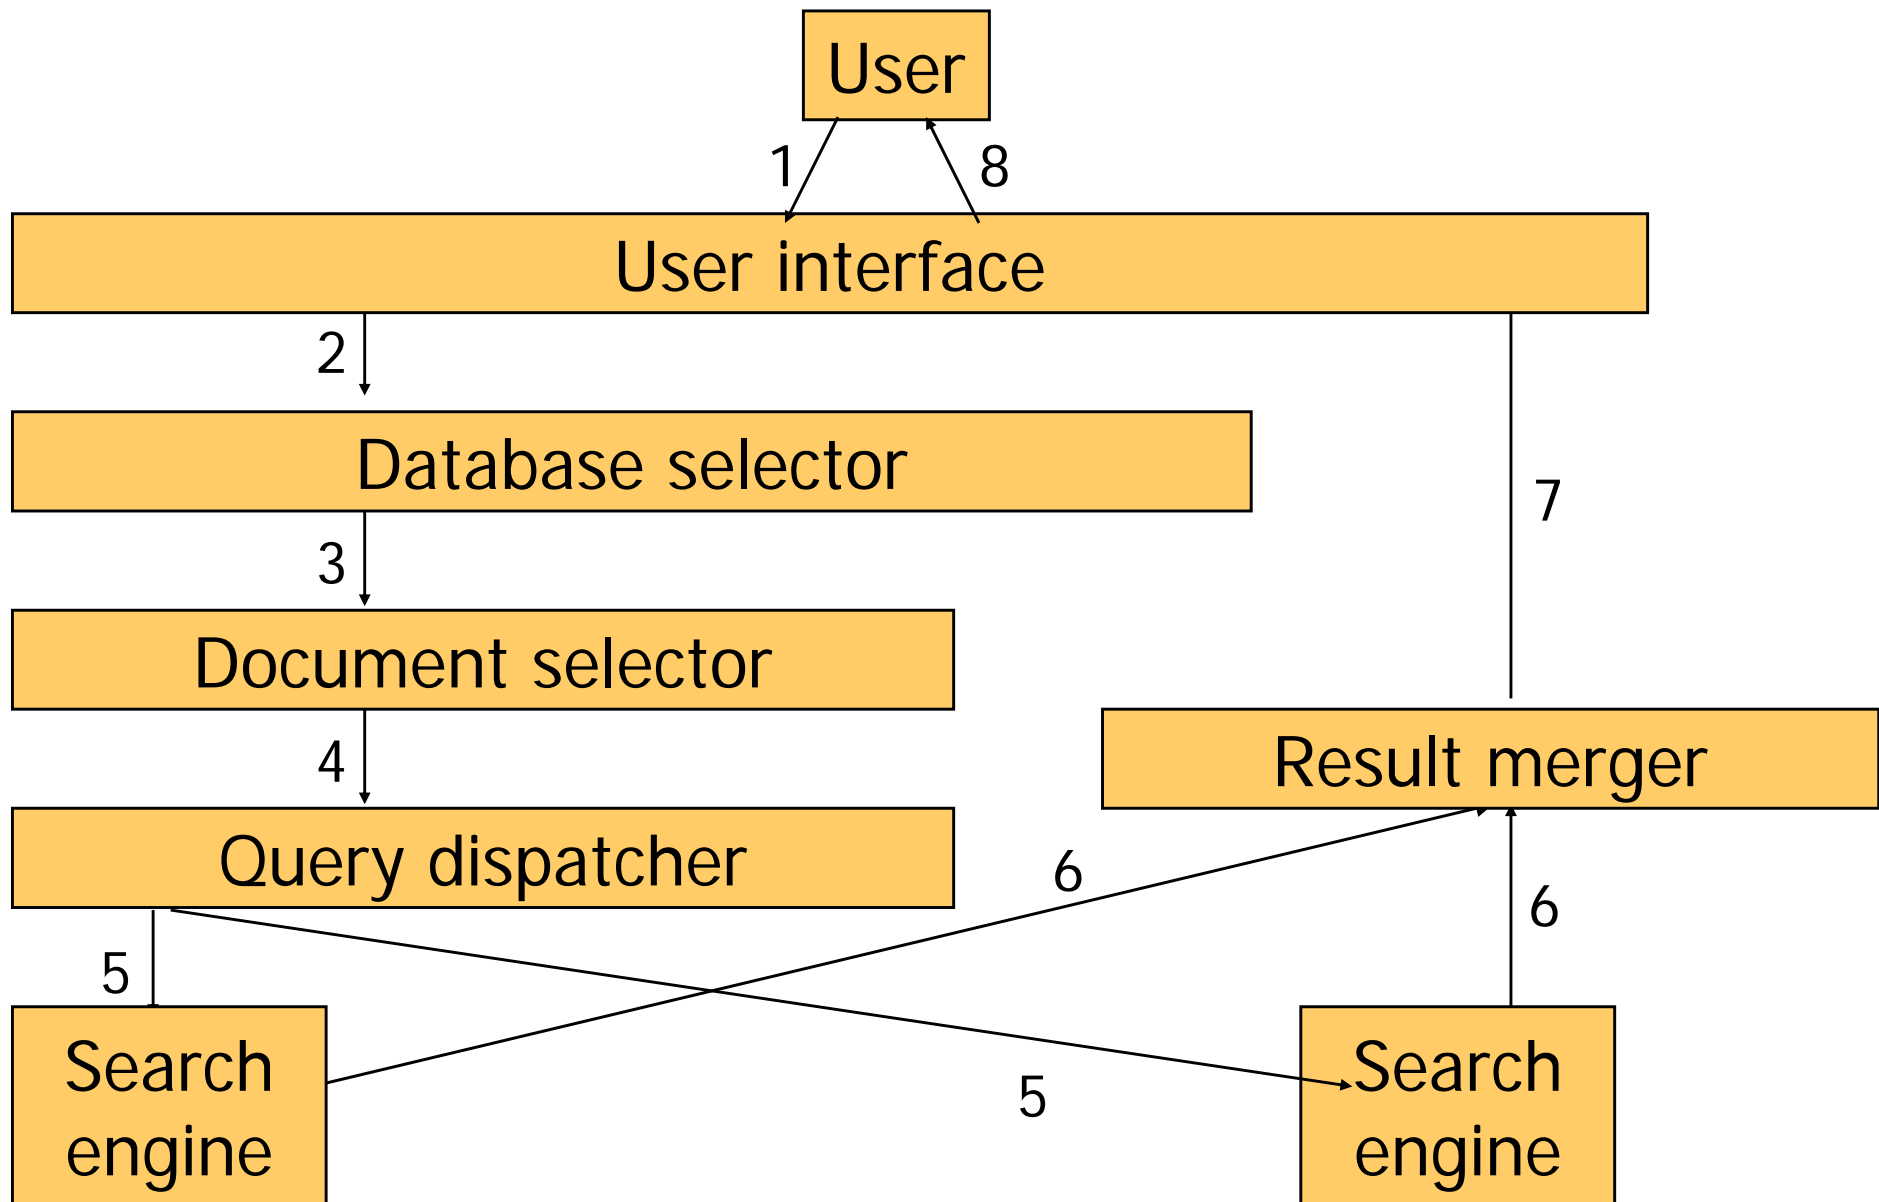 User
1
8
User interface
2
Database selector
3
7
Document selector
4
Result merger
Query dispatcher
6
6
5
5
Search
engine
Search
engine